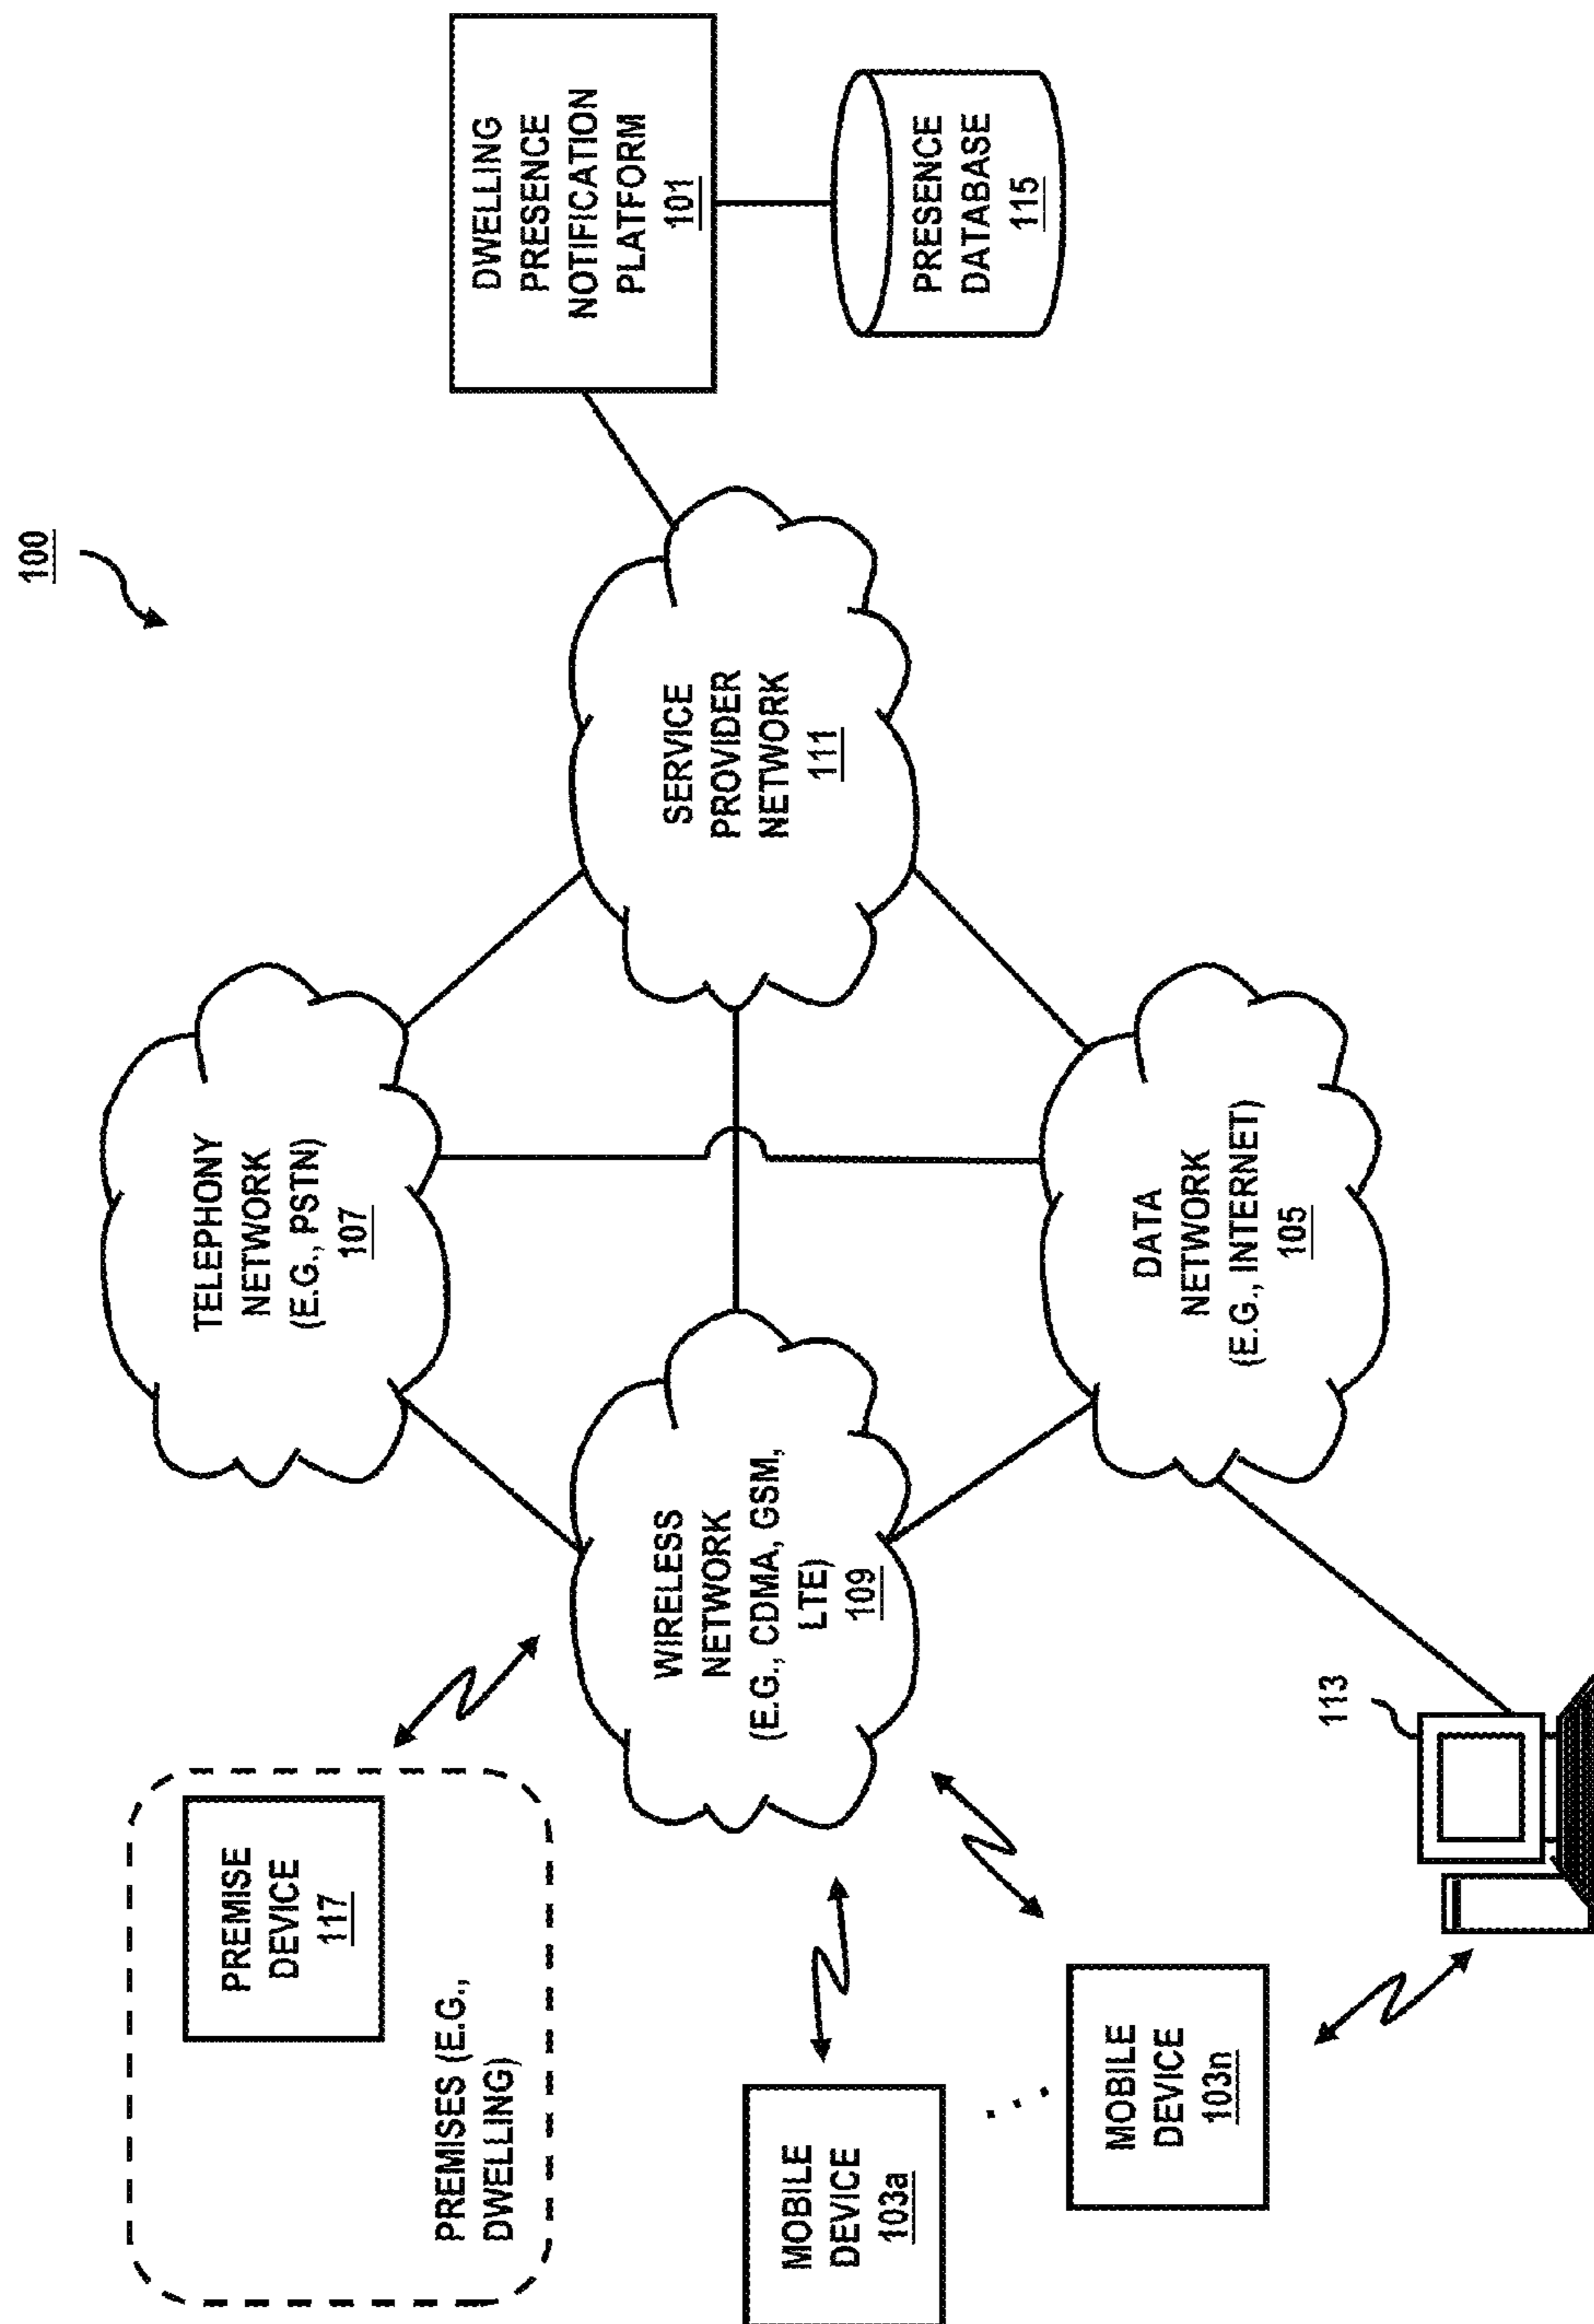 100
PREMISE
DEVICE
117
PREMISES (E.G.,
DWELLING)
TELEPHONY
NETWORK
(E.G., PSTN)
107
MOBILE
DEVICE
103a
WIRELESS
NETWORK
(E.G., CDMA, GSM,
LTE)
109
SERVICE
PROVIDER
NETWORK
111
DWELLING
PRESENCE
NOTIFICATION
PLATFORM
101
PRESENCE
DATABASE
115
MOBILE
DEVICE
103n
DATA
NETWORK
(E.G., INTERNET)
105
113